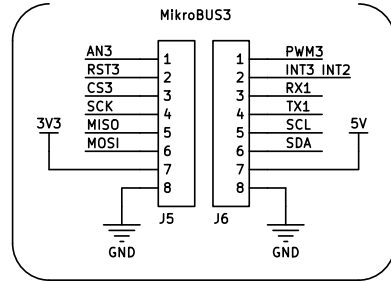 MikroBUS3
AN3 1 1 PWM3
RST3 2 2 INT3 INT2
CS3 3 3 RX1
SCK 4 4 TX1
3V3 MISO 5 5 SCL 5V
MOSI 6 6 SDA
7 7
8 8
J5 J6
GND GND